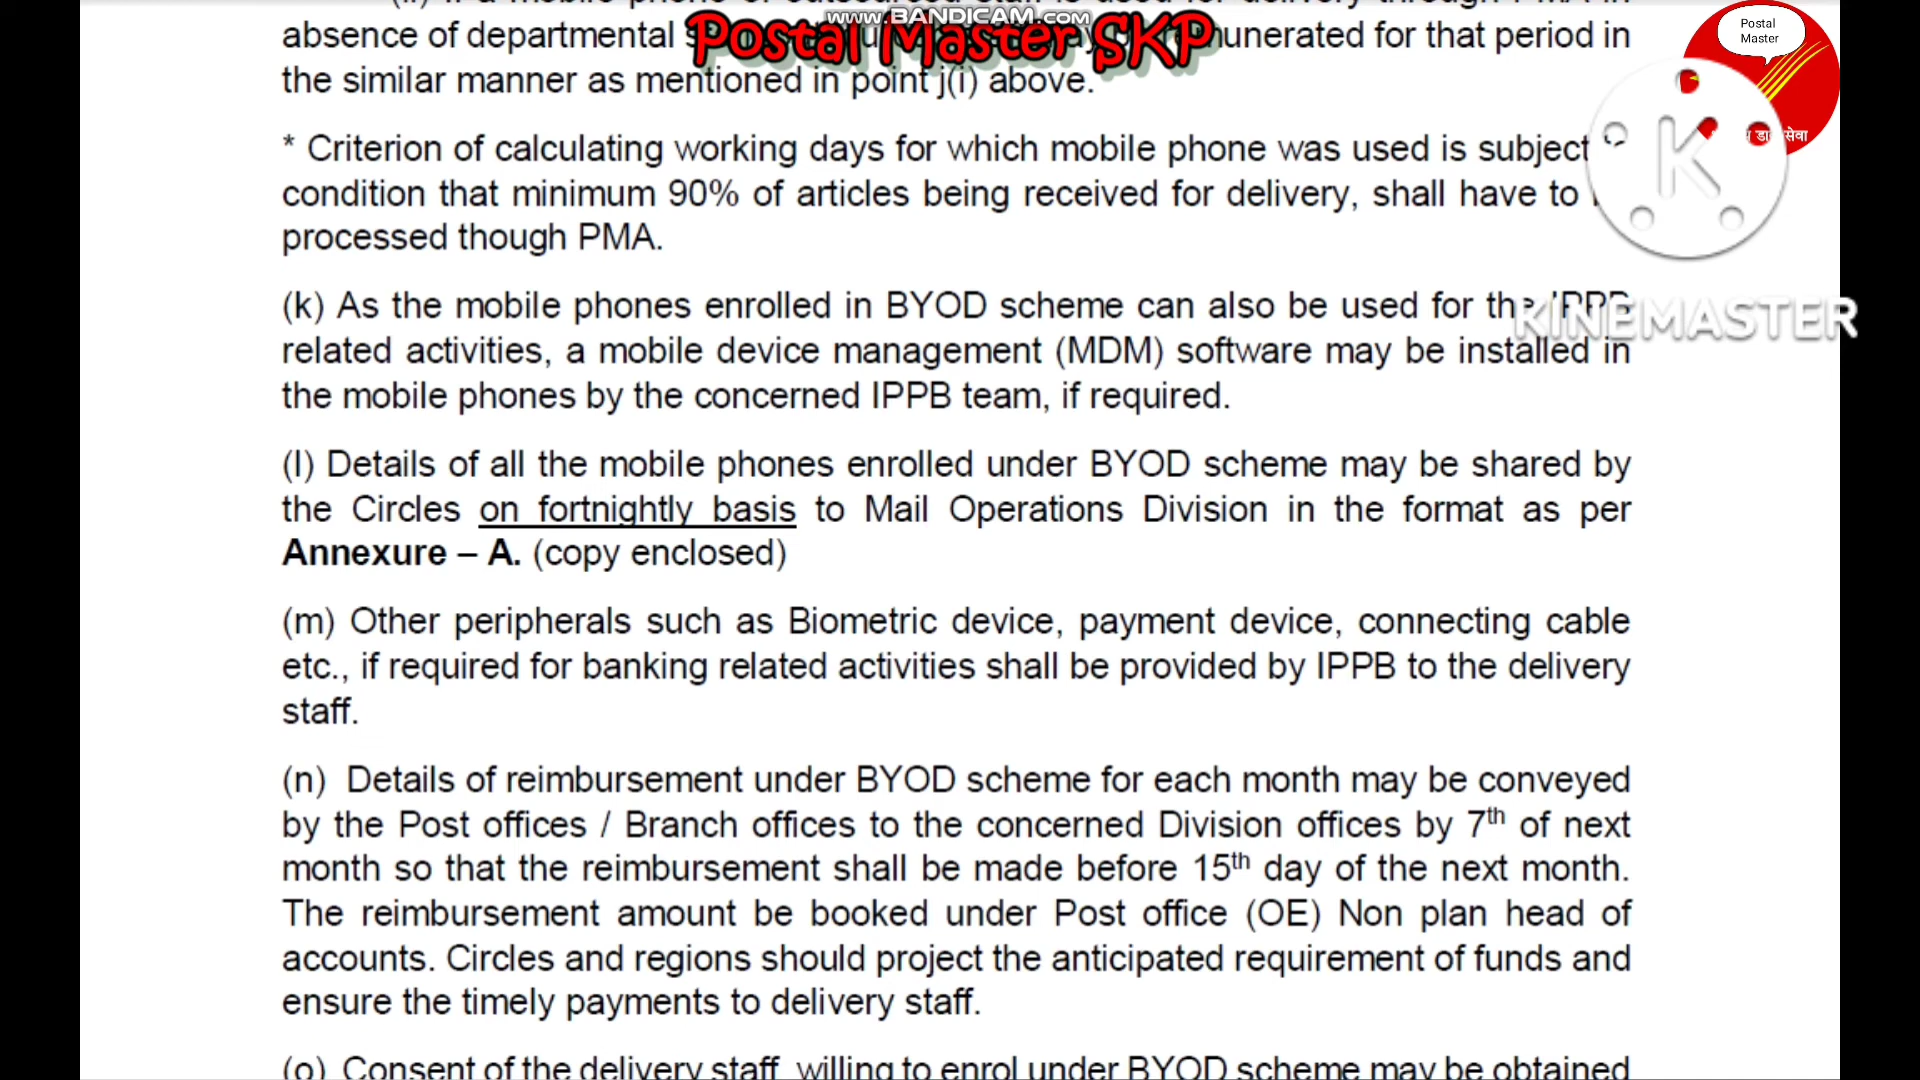 www.BANDICAM.com
Postal Master SKP
Postal
Master
absence of departmental munerated for that period in
the similar manner as mentioned in point j(i) above.
* Criterion of calculating working days for which mobile phone was used is subject
condition that minimum 90% of articles being received for delivery, shall have to
processed though PMA.
(k) As the mobile phones enrolled in BYOD scheme can also be used for the IPPB
KINEMASTER
related activities, a mobile device management (MDM) software may be installed in
the mobile phones by the concerned IPPB team, if required.
(l) Details of all the mobile phones enrolled under BYOD scheme may be shared by
the Circles on fortnightly basis to Mail Operations Division in the format as per
Annexure – A. (copy enclosed)
(m) Other peripherals such as Biometric device, payment device, connecting cable
etc., if required for banking related activities shall be provided by IPPB to the delivery
staff.
(n) Details of reimbursement under BYOD scheme for each month may be conveyed
by the Post offices / Branch offices to the concerned Division offices by 7th of next
month so that the reimbursement shall be made before 15th day of the next month.
The reimbursement amount be booked under Post office (OE) Non plan head of
accounts. Circles and regions should project the anticipated requirement of funds and
ensure the timely payments to delivery staff.
(o) Consent of the delivery staff willing to enrol under BYOD scheme may be obtained